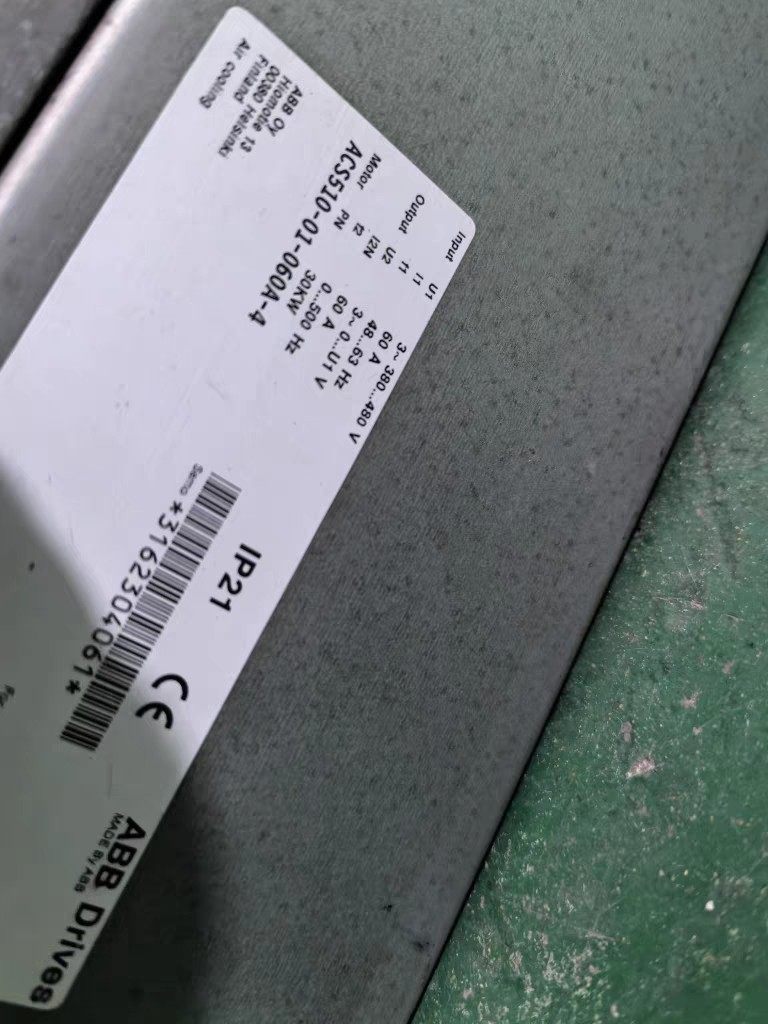 ABB Oy
Hiomotie 13,
00380 Helsinki
Finland
Air cooling
Input U1 3~ 380...480 V
I1 60 A
f1 48...63 Hz
Output U2 3~ 0...U1 V
I2N 60 A
f2 0...500 Hz
Motor PN 30KW
ACS510-01-060A-4
IP21
Serno *3162304061*
CE
ABB Drives
MADE By ABB